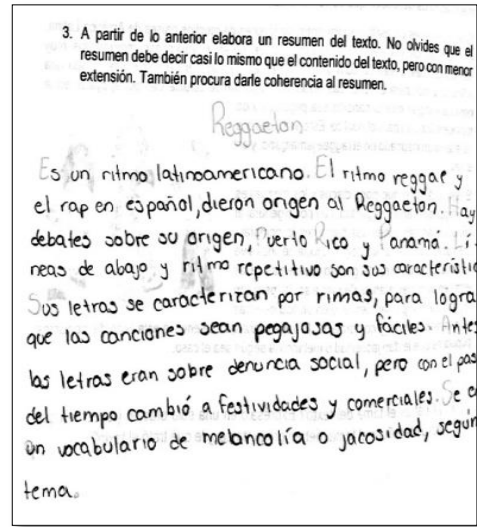 3. A partir de lo anterior elabora un resumen del texto. No olvides que el
resumen debe decir casi lo mismo que el contenido del texto, pero con menor
extensión. También procura darle coherencia al resumen.
Reggaeton
Es un ritmo latinoamericano. El ritmo reggae y
el rap en español, dieron origen al Reggaeton. Hay
debates sobre su origen, Puerto Rico y Panamá. Lí
neas de abajo y ritmo repetitivo son sus característic
Sus letras se caracterizan por rimas, para logra
que las canciones sean pegajosas y fáciles. Antes
las letras eran sobre denuncia social, pero con el pas
del tiempo cambió a festividades y comerciales. Se
un vocabulario de melancolía o jacosidad, según
tema.